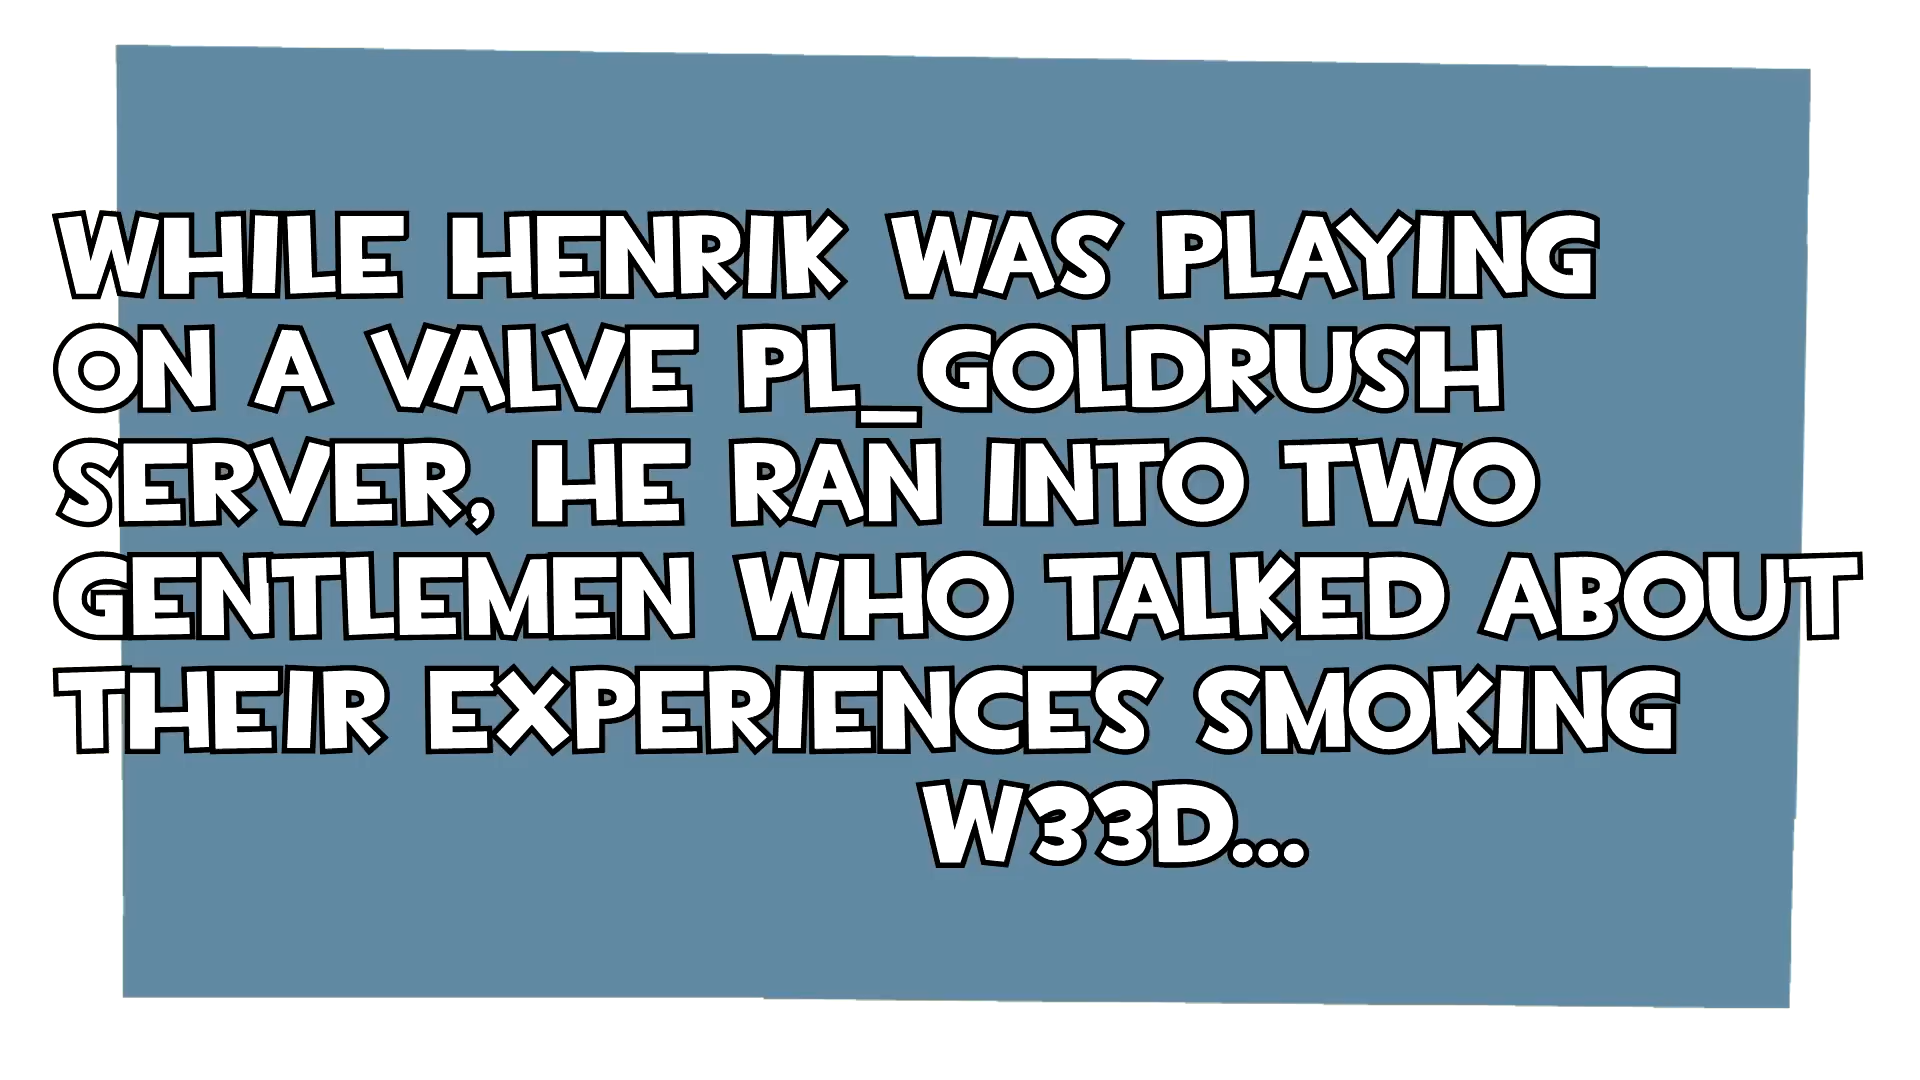 WHILE HENRIK WAS PLAYING
ON A VALVE PL_GOLDRUSH
SERVER, HE RAN INTO TWO
GENTLEMEN WHO TALKED ABOUT
THEIR EXPERIENCES SMOKING
W33D...